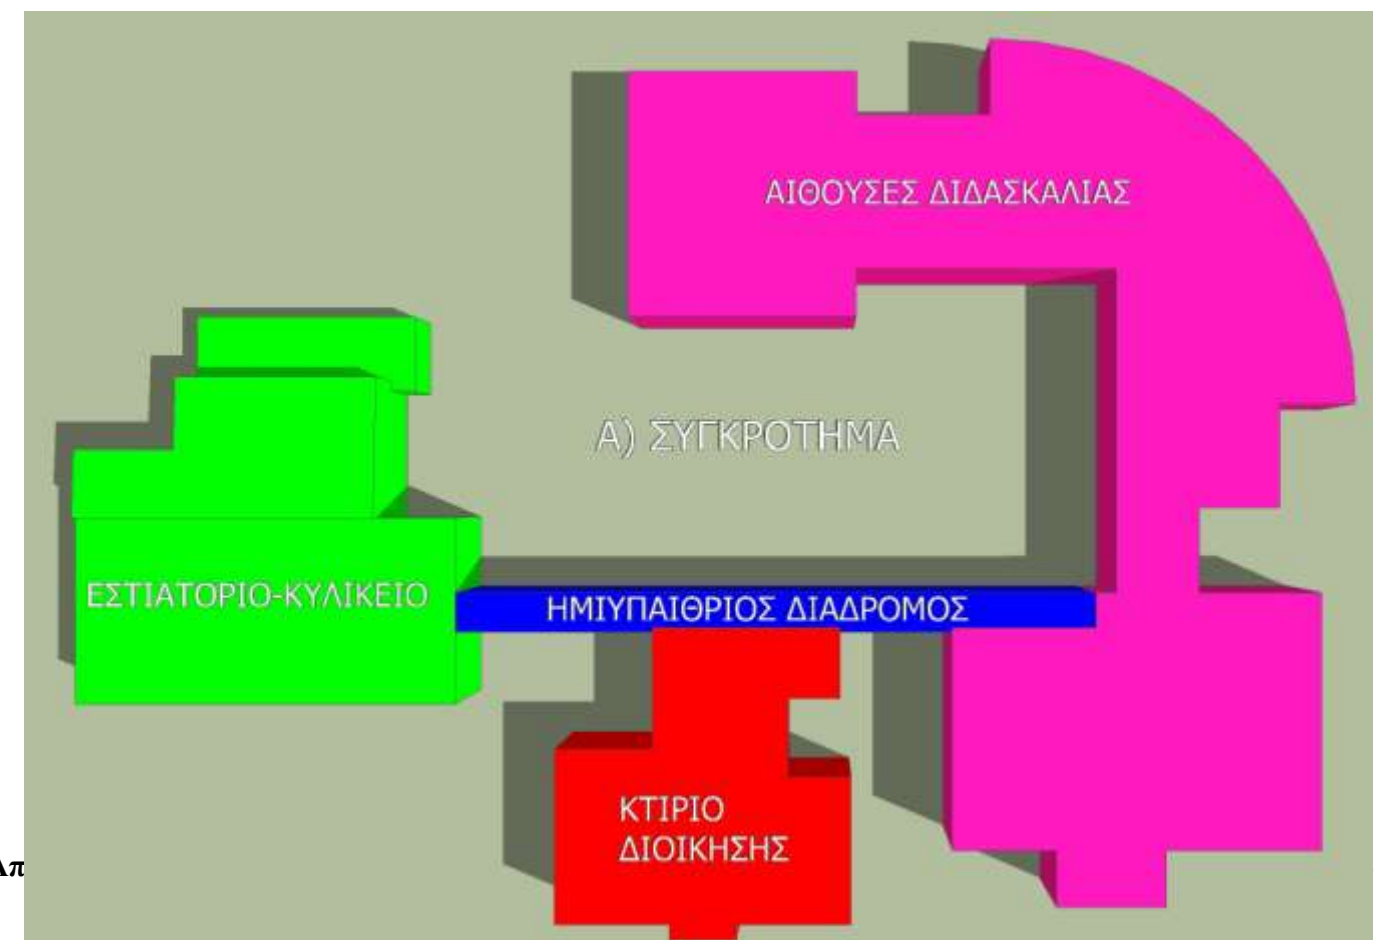 ΑΙΘΟΥΣΕΣ ΔΙΔΑΣΚΑΛΙΑΣ
Α) ΣΥΓΚΡΟΤΗΜΑ
ΕΣΤΙΑΤΟΡΙΟ-ΚΥΛΙΚΕΙΟ
ΗΜΙΥΠΑΙΘΡΙΟΣ ΔΙΑΔΡΟΜΟΣ
ΚΤΙΡΙΟ
ΔΙΟΙΚΗΣΗΣ